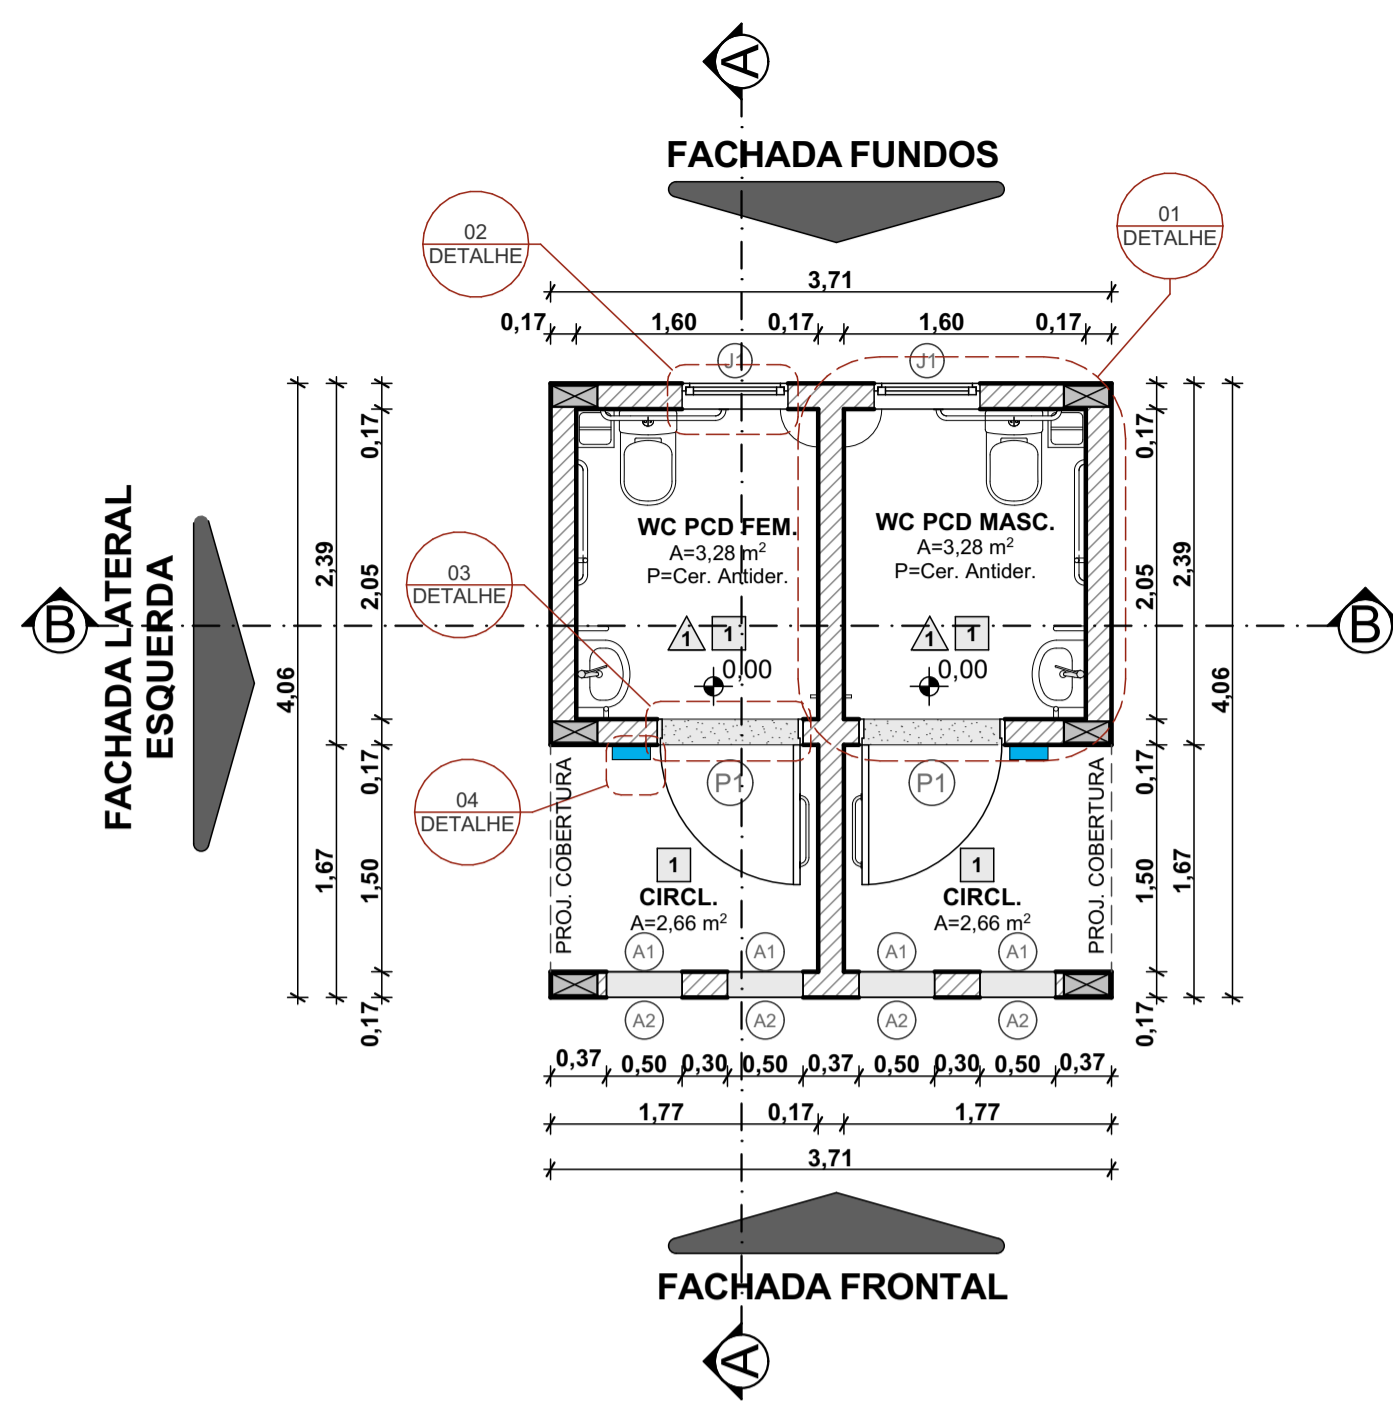 A
FACHADA FUNDOS
02
DETALHE
01
DETALHE
3,71
0,17 1,60 0,17 1,60 0,17
J1 J1
0,17 0,17
WC PCD FEM.
A=3,28 m²
P=Cer. Antider.
WC PCD MASC.
A=3,28 m²
P=Cer. Antider.
FACHADA LATERAL
ESQUERDA
03
DETALHE
2,39 2,05 2,05 2,39
B B
1 1 1 1
0,00 0,00
4,06 4,06
04
DETALHE
P1 P1
0,17 0,17
PROJ. COBERTURA PROJ. COBERTURA
1,67 1,50 1,50 1,67
1
CIRCL.
A=2,66 m²
1
CIRCL.
A=2,66 m²
A1 A1 A1 A1
A2 A2 A2 A2
0,17 0,17
0,37 0,50 0,30 0,50 0,37 0,50 0,30 0,50 0,37
1,77 0,17 1,77
3,71
FACHADA FRONTAL
A